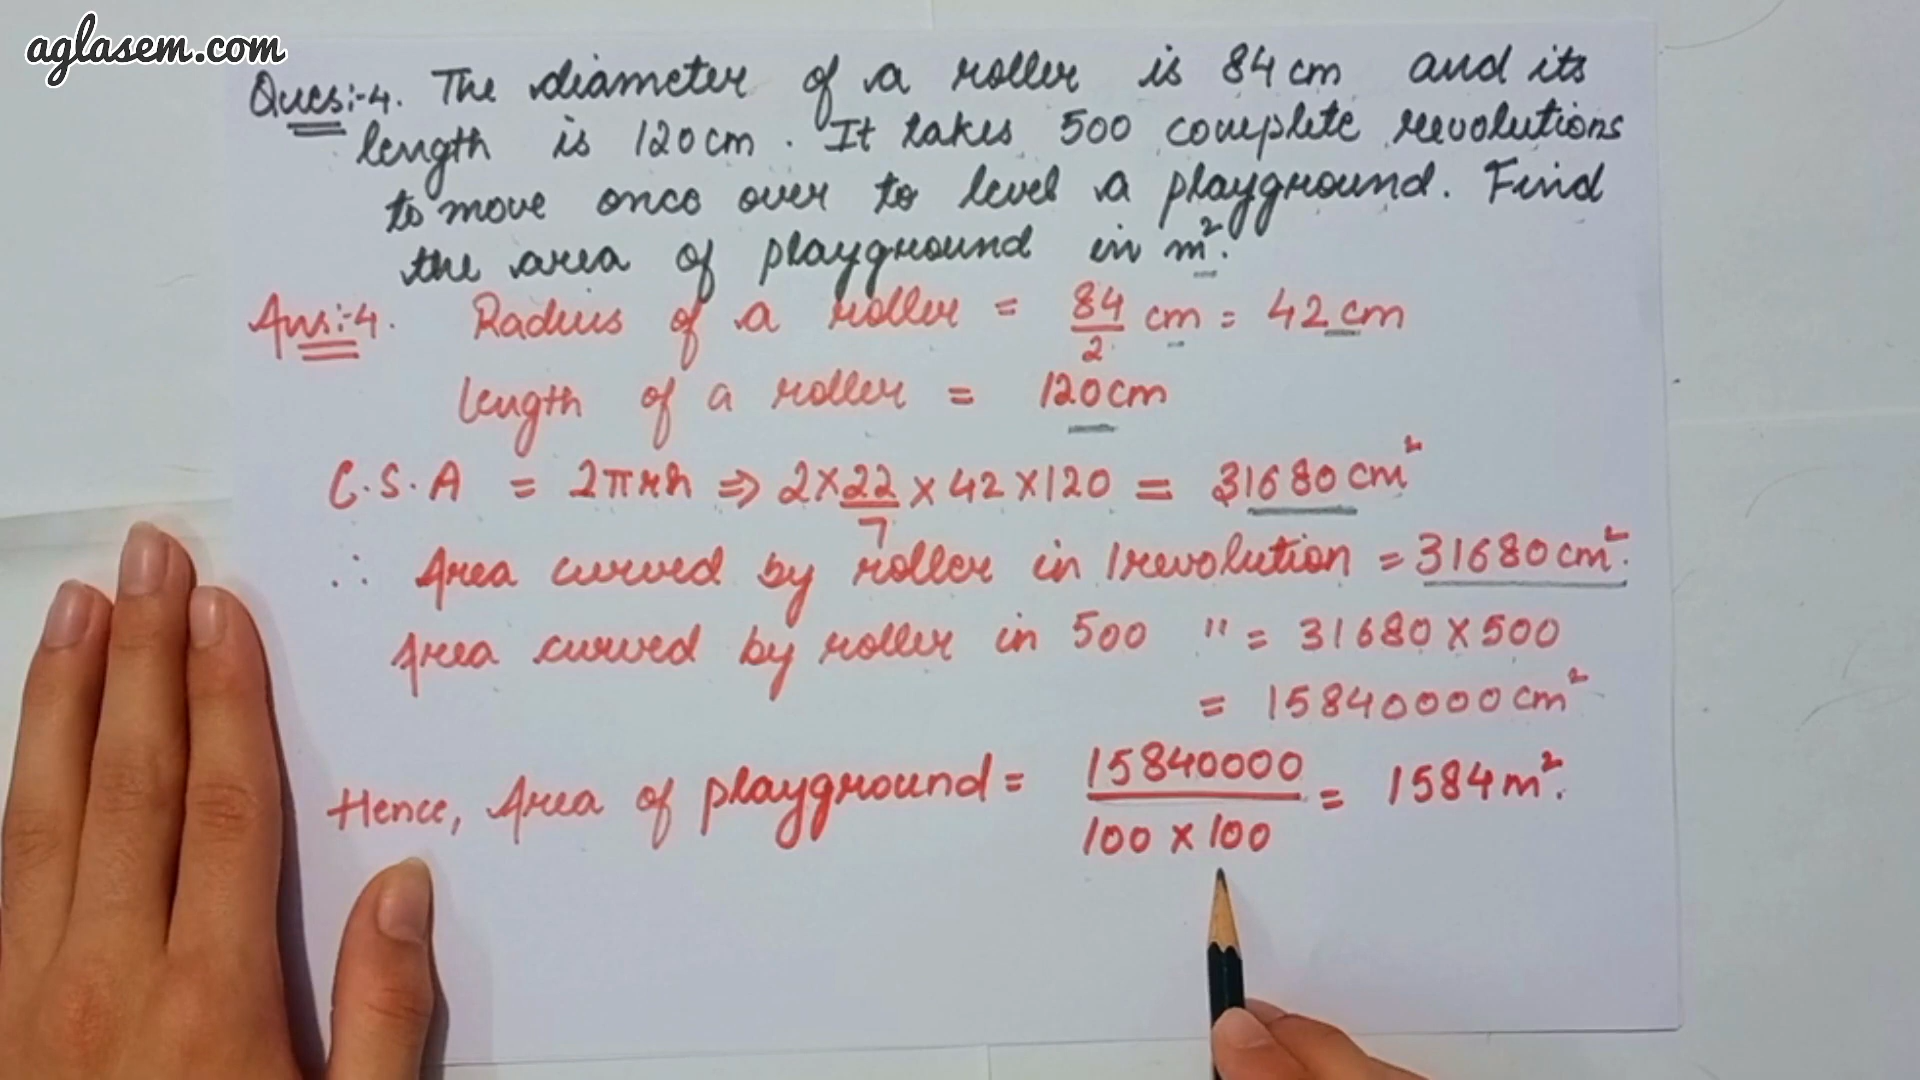 aglasem.com
Ques:-4. The diameter of a roller is 84 cm and its
length is 120 cm. It takes 500 complete revolutions
to move once over to level a playground. Find
the area of playground in m².
Ans:-4. Radius of a roller = 84/2 cm = 42 cm
length of a roller = 120cm
C.S.A = 2πrh ⇒ 2×22/7 × 42 × 120 = 31680 cm²
∴ Area curved by roller in 1 revolution = 31680 cm².
Area curved by roller in 500 " = 31680 × 500
= 15840000 cm²
Hence, Area of playground = 15840000/100 × 100 = 1584 m².